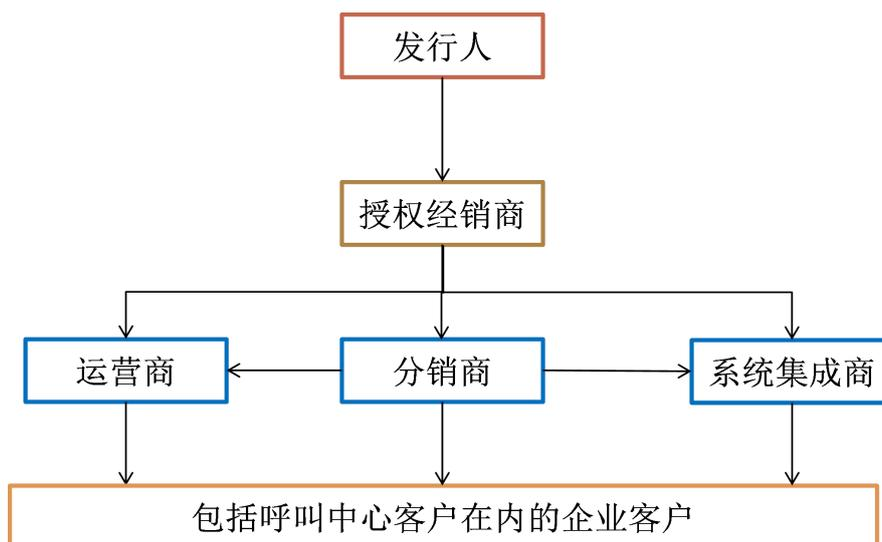 发行人
授权经销商
运营商
分销商
系统集成商
包括呼叫中心客户在内的企业客户